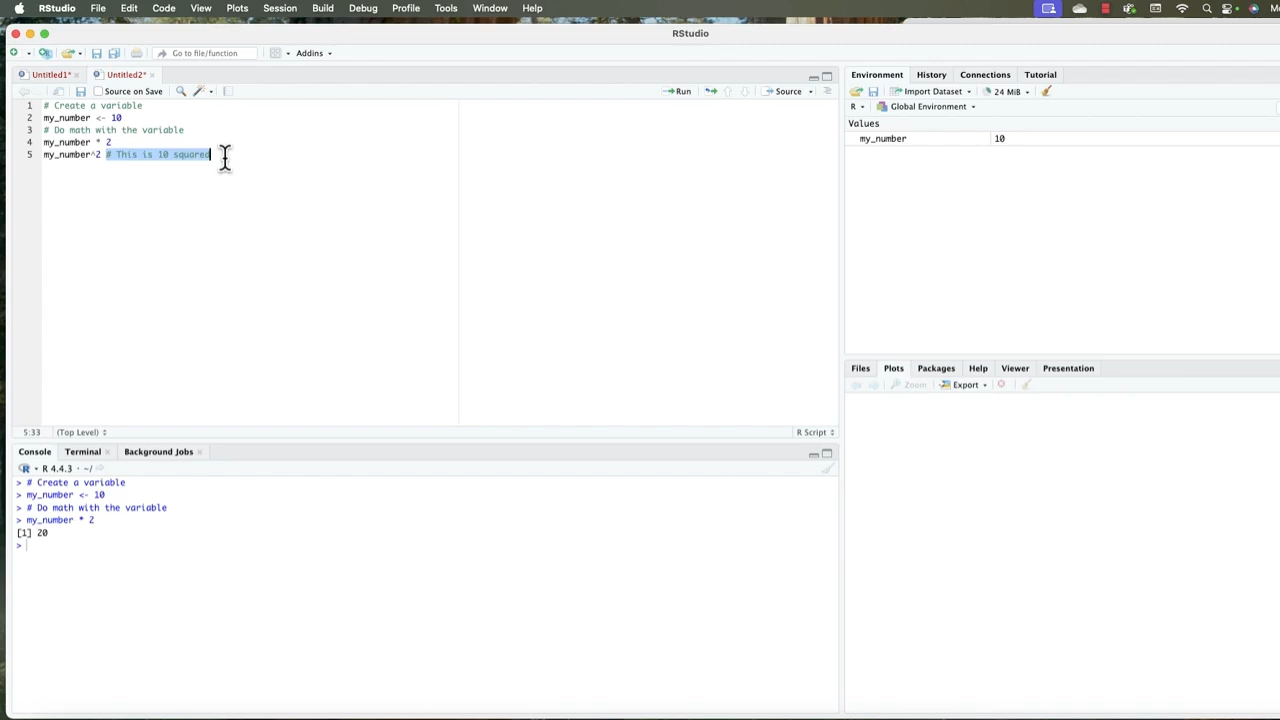 RStudio File Edit Code View Plots Session Build Debug Profile Tools Window Help
RStudio
Go to file/function Addins
Untitled1* Untitled2*
Source on Save Run Source
1 # Create a variable
2 my_number <- 10
3 # Do math with the variable
4 my_number * 2
5 my_number^2 # This is 10 squared
5:33 (Top Level) R Script
Console Terminal Background Jobs
R 4.4.3 · ~/
> # Create a variable
> my_number <- 10
> # Do math with the variable
> my_number * 2
[1] 20
>
Environment History Connections Tutorial
Import Dataset 24 MiB
R Global Environment
Values
my_number 10
Files Plots Packages Help Viewer Presentation
Zoom Export